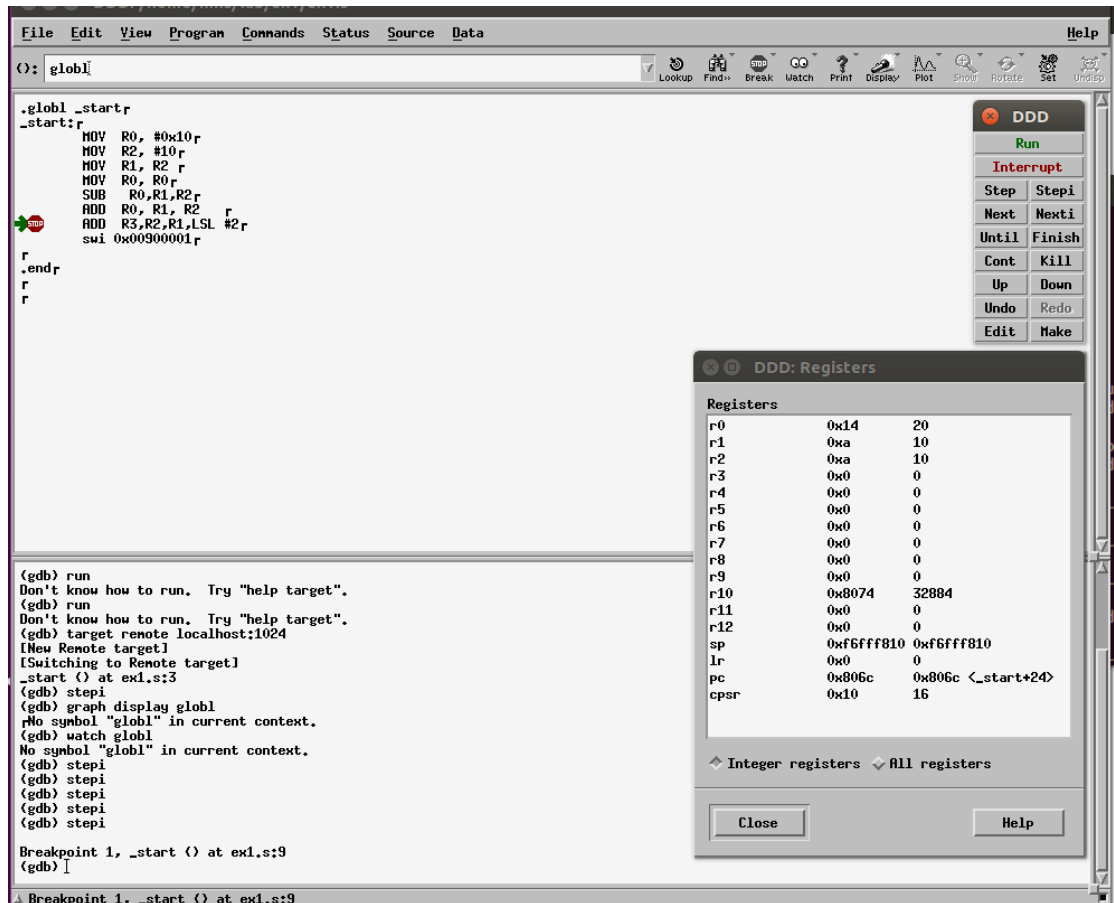 File Edit View Program Commands Status Source Data Help
(): globl
Lookup Find>> Break Watch Print Display Plot Show Rotate Set Undisp
.globl _start
_start:
MOV R0, #0x10
MOV R2, #10
MOV R1, R2
MOV R0, R0
SUB R0,R1,R2
ADD R0, R1, R2
STOP ADD R3,R2,R1,LSL #2
swi 0x00900001
.end
DDD
Run
Interrupt
Step Stepi
Next Nexti
Until Finish
Cont Kill
Up Down
Undo Redo
Edit Make
DDD: Registers
Registers
r0 0x14 20
r1 0xa 10
r2 0xa 10
r3 0x0 0
r4 0x0 0
r5 0x0 0
r6 0x0 0
r7 0x0 0
r8 0x0 0
r9 0x0 0
r10 0x8074 32884
r11 0x0 0
r12 0x0 0
sp 0xf6fff810 0xf6fff810
lr 0x0 0
pc 0x806c 0x806c <_start+24>
cpsr 0x10 16
Integer registers All registers
Close Help
(gdb) run
Don't know how to run. Try "help target".
(gdb) run
Don't know how to run. Try "help target".
(gdb) target remote localhost:1024
[New Remote target]
[Switching to Remote target]
_start () at ex1.s:3
(gdb) stepi
(gdb) graph display globl
No symbol "globl" in current context.
(gdb) watch globl
No symbol "globl" in current context.
(gdb) stepi
(gdb) stepi
(gdb) stepi
(gdb) stepi
(gdb) stepi
Breakpoint 1, _start () at ex1.s:9
(gdb)
Breakpoint 1, _start () at ex1.s:9